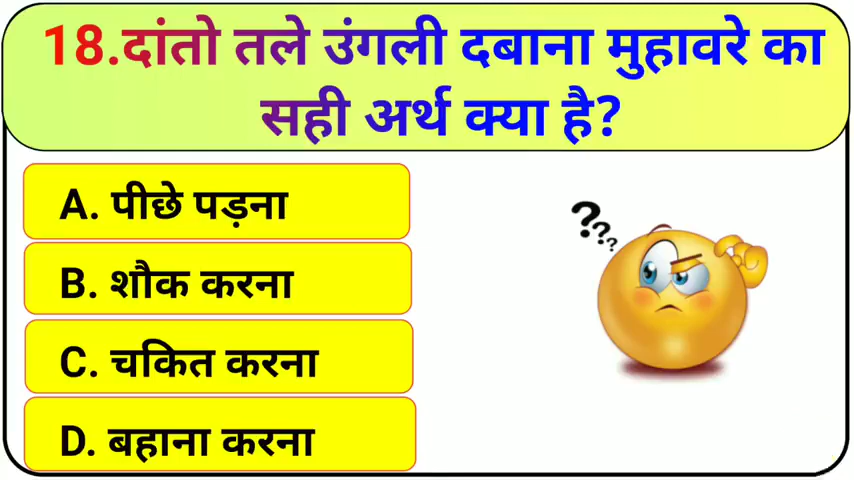 18.दांतो तले उंगली दबाना मुहावरे का
सही अर्थ क्या है?
A. पीछे पड़ना
B. शौक करना
C. चकित करना
D. बहाना करना
???